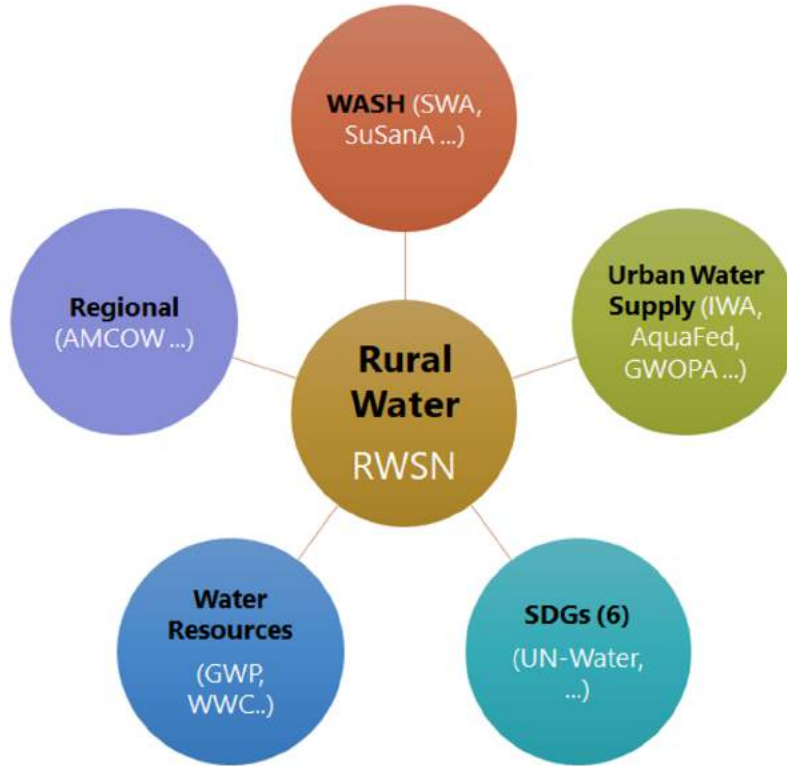 WASH (SWA,
SuSanA ...)
Regional
(AMCOW ...)
Urban Water
Supply (IWA,
AquaFed,
GWOPA ...)
Rural
Water
RWSN
Water
Resources
(GWP,
WWC..)
SDGs (6)
(UN-Water,
...)